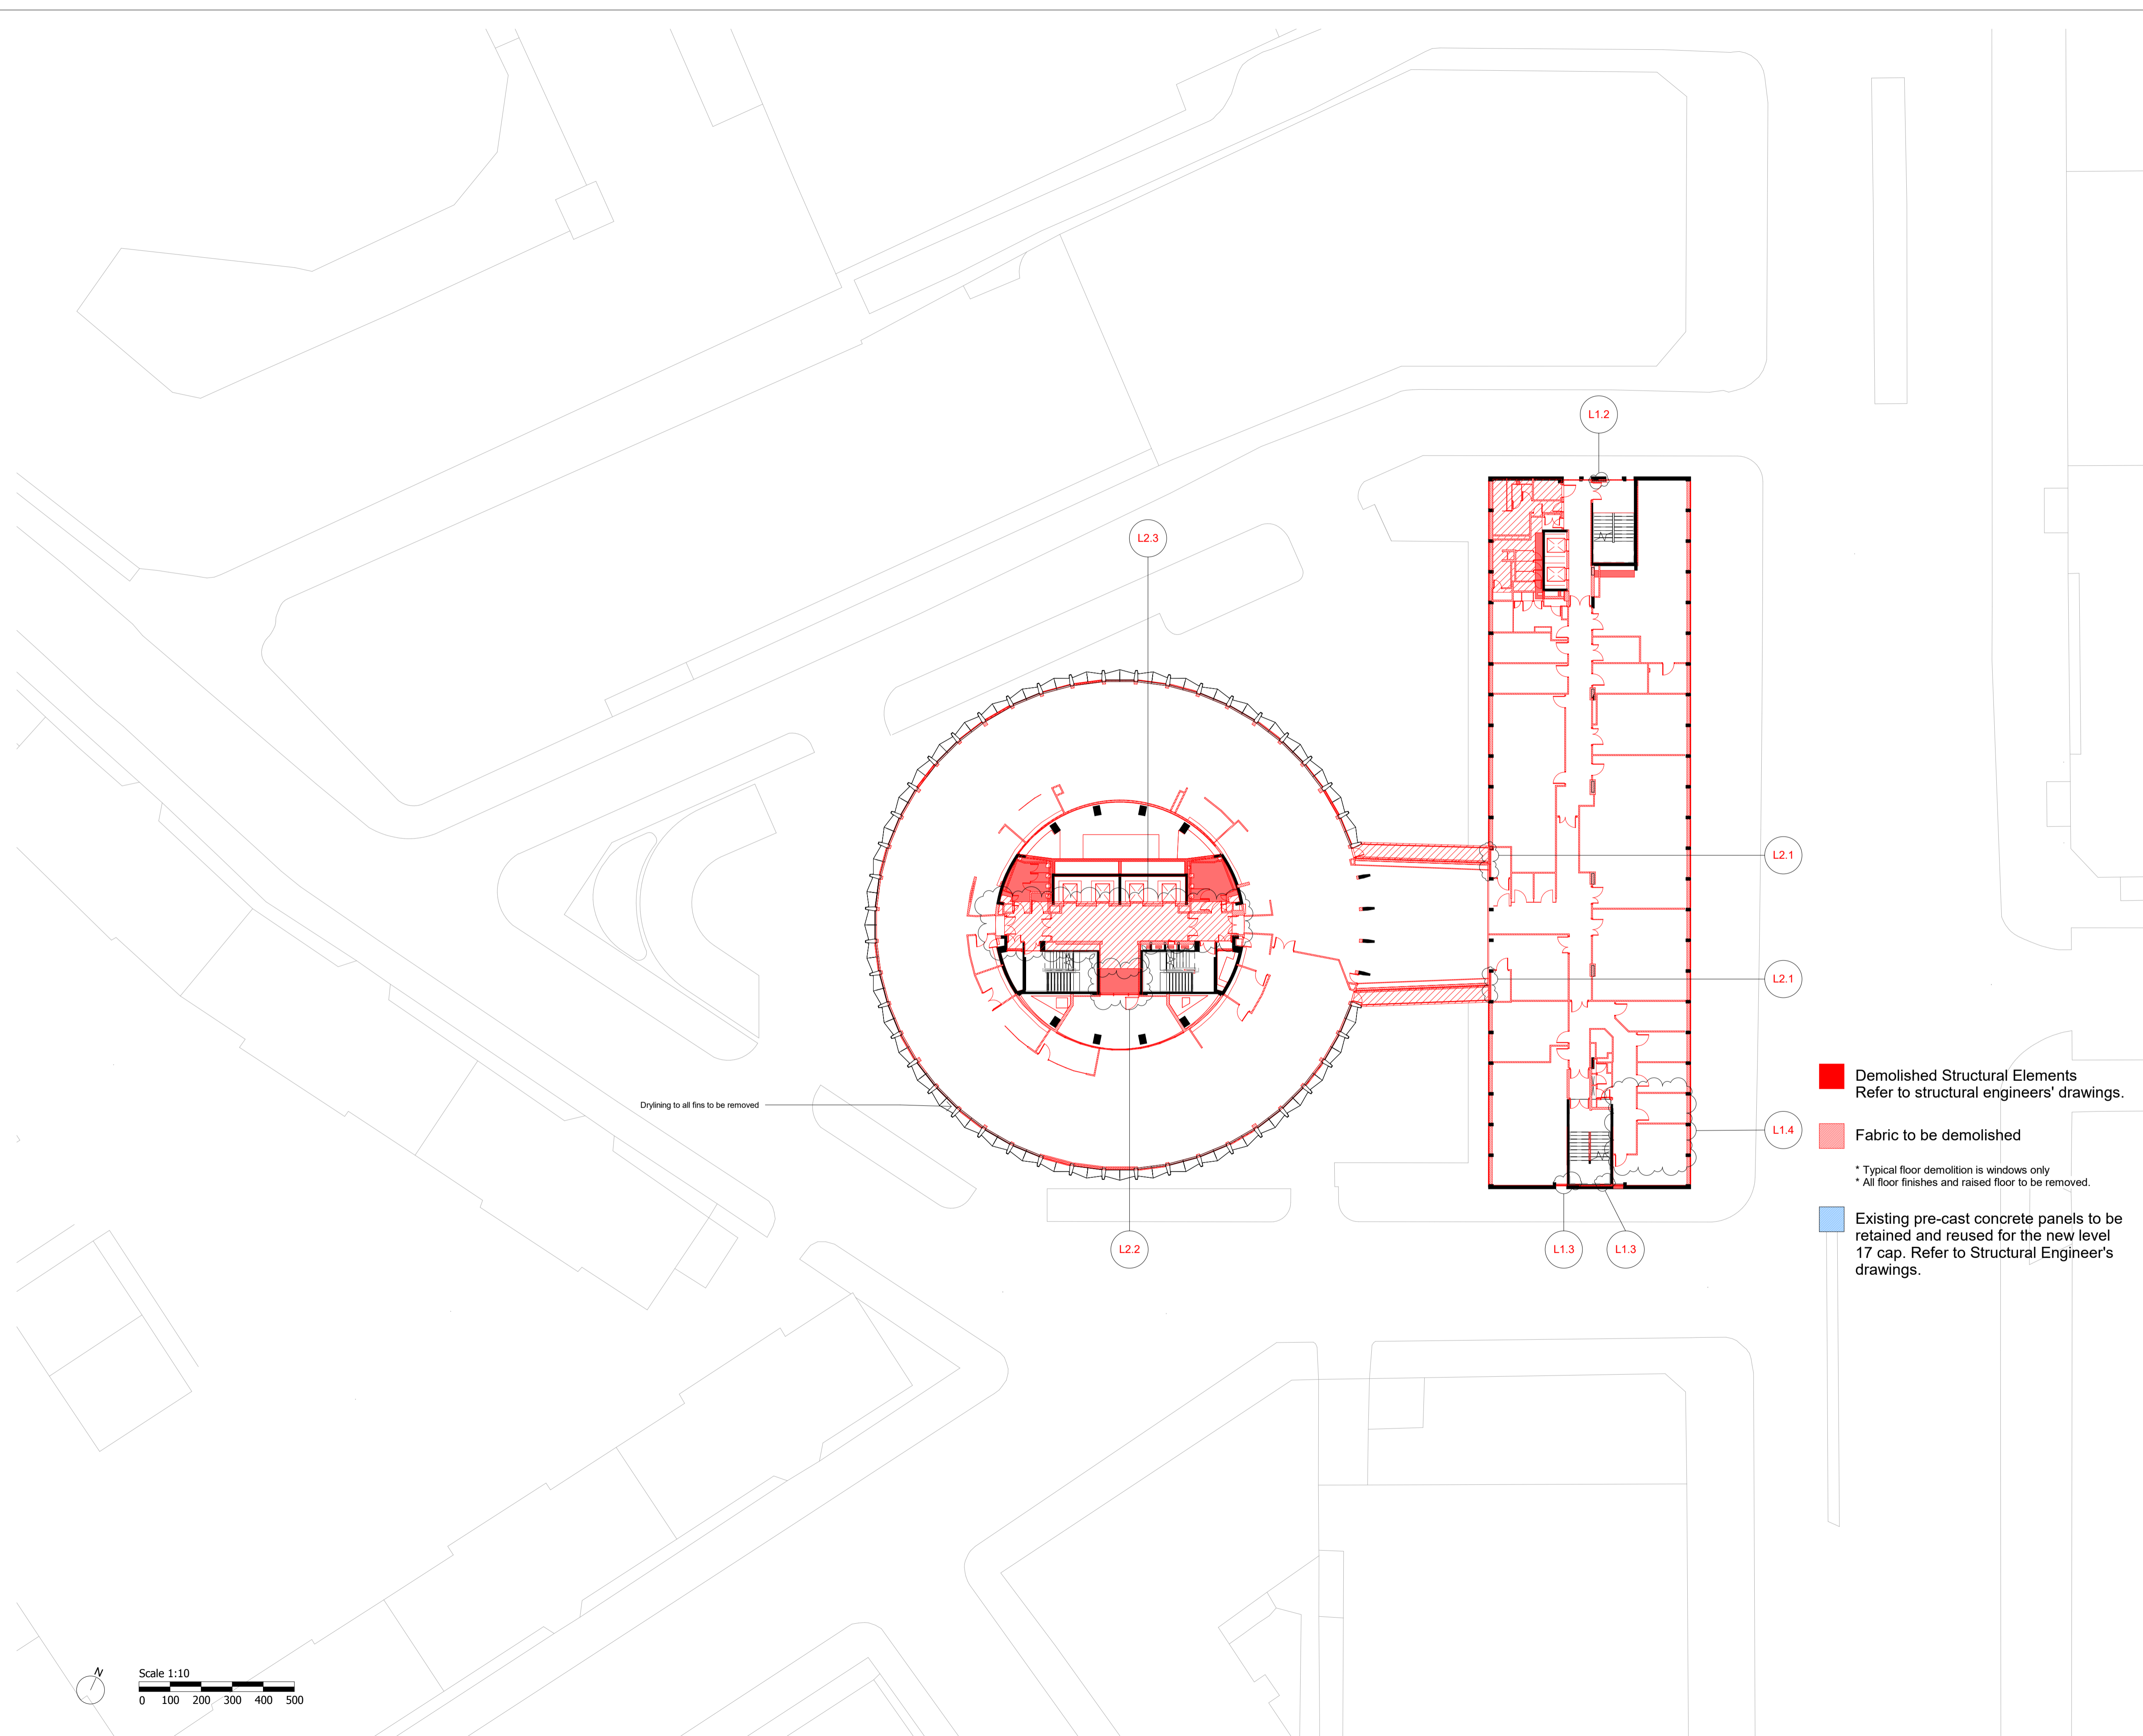 L1.2
L2.3
L2.1
L2.1
Drylining to all fins to be removed
L1.4
L2.2
L1.3
L1.3
Demolished Structural Elements
Refer to structural engineers' drawings.
Fabric to be demolished
* Typical floor demolition is windows only
* All floor finishes and raised floor to be removed.
Existing pre-cast concrete panels to be
retained and reused for the new level
17 cap. Refer to Structural Engineer's
drawings.
N
Scale 1:10
0 100 200 300 400 500